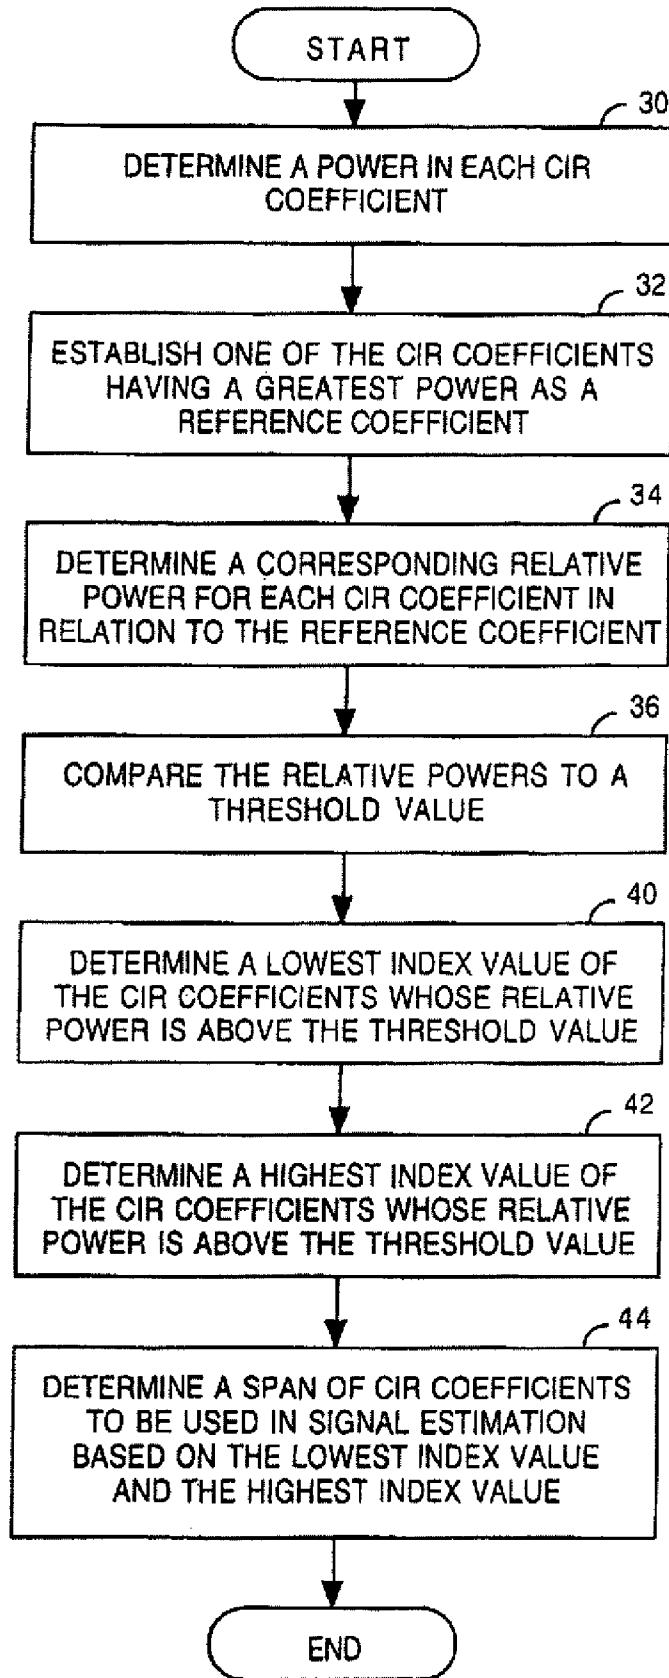 START
30
DETERMINE A POWER IN EACH CIR
COEFFICIENT
32
ESTABLISH ONE OF THE CIR COEFFICIENTS
HAVING A GREATEST POWER AS A
REFERENCE COEFFICIENT
34
DETERMINE A CORRESPONDING RELATIVE
POWER FOR EACH CIR COEFFICIENT IN
RELATION TO THE REFERENCE COEFFICIENT
36
COMPARE THE RELATIVE POWERS TO A
THRESHOLD VALUE
40
DETERMINE A LOWEST INDEX VALUE OF
THE CIR COEFFICIENTS WHOSE RELATIVE
POWER IS ABOVE THE THRESHOLD VALUE
42
DETERMINE A HIGHEST INDEX VALUE OF
THE CIR COEFFICIENTS WHOSE RELATIVE
POWER IS ABOVE THE THRESHOLD VALUE
44
DETERMINE A SPAN OF CIR COEFFICIENTS
TO BE USED IN SIGNAL ESTIMATION
BASED ON THE LOWEST INDEX VALUE
AND THE HIGHEST INDEX VALUE
END